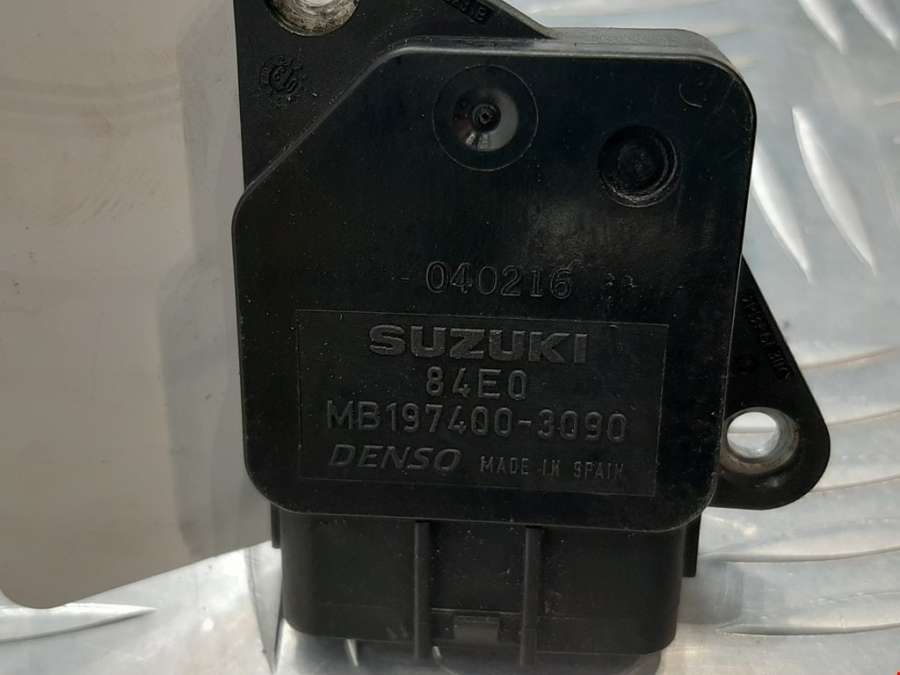 040216
SUZUKI
84E0
MB197400-3090
DENSO MADE IN SPAIN